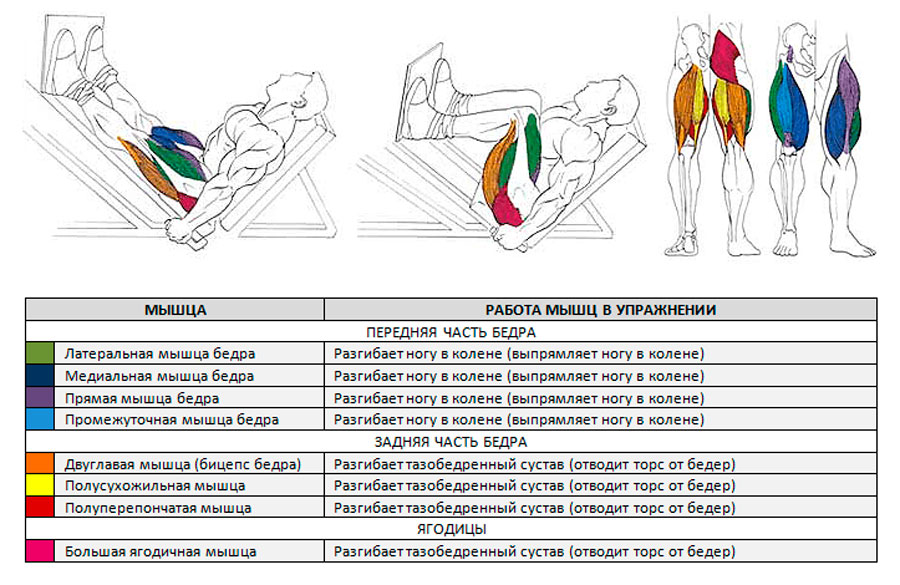 МЫШЦА РАБОТА МЫШЦ В УПРАЖНЕНИИ
ПЕРЕДНЯЯ ЧАСТЬ БЕДРА
Латеральная мышца бедра Разгибает ногу в колене (выпрямляет ногу в колене)
Медиальная мышца бедра Разгибает ногу в колене (выпрямляет ногу в колене)
Прямая мышца бедра Разгибает ногу в колене (выпрямляет ногу в колене)
Промежуточная мышца бедра Разгибает ногу в колене (выпрямляет ногу в колене)
ЗАДНЯЯ ЧАСТЬ БЕДРА
Двуглавая мышца (бицепс бедра) Разгибает тазобедренный сустав (отводит торс от бедер)
Полусухожильная мышца Разгибает тазобедренный сустав (отводит торс от бедер)
Полуперепончатая мышца Разгибает тазобедренный сустав (отводит торс от бедер)
ЯГОДИЦЫ
Большая ягодичная мышца Разгибает тазобедренный сустав (отводит торс от бедер)